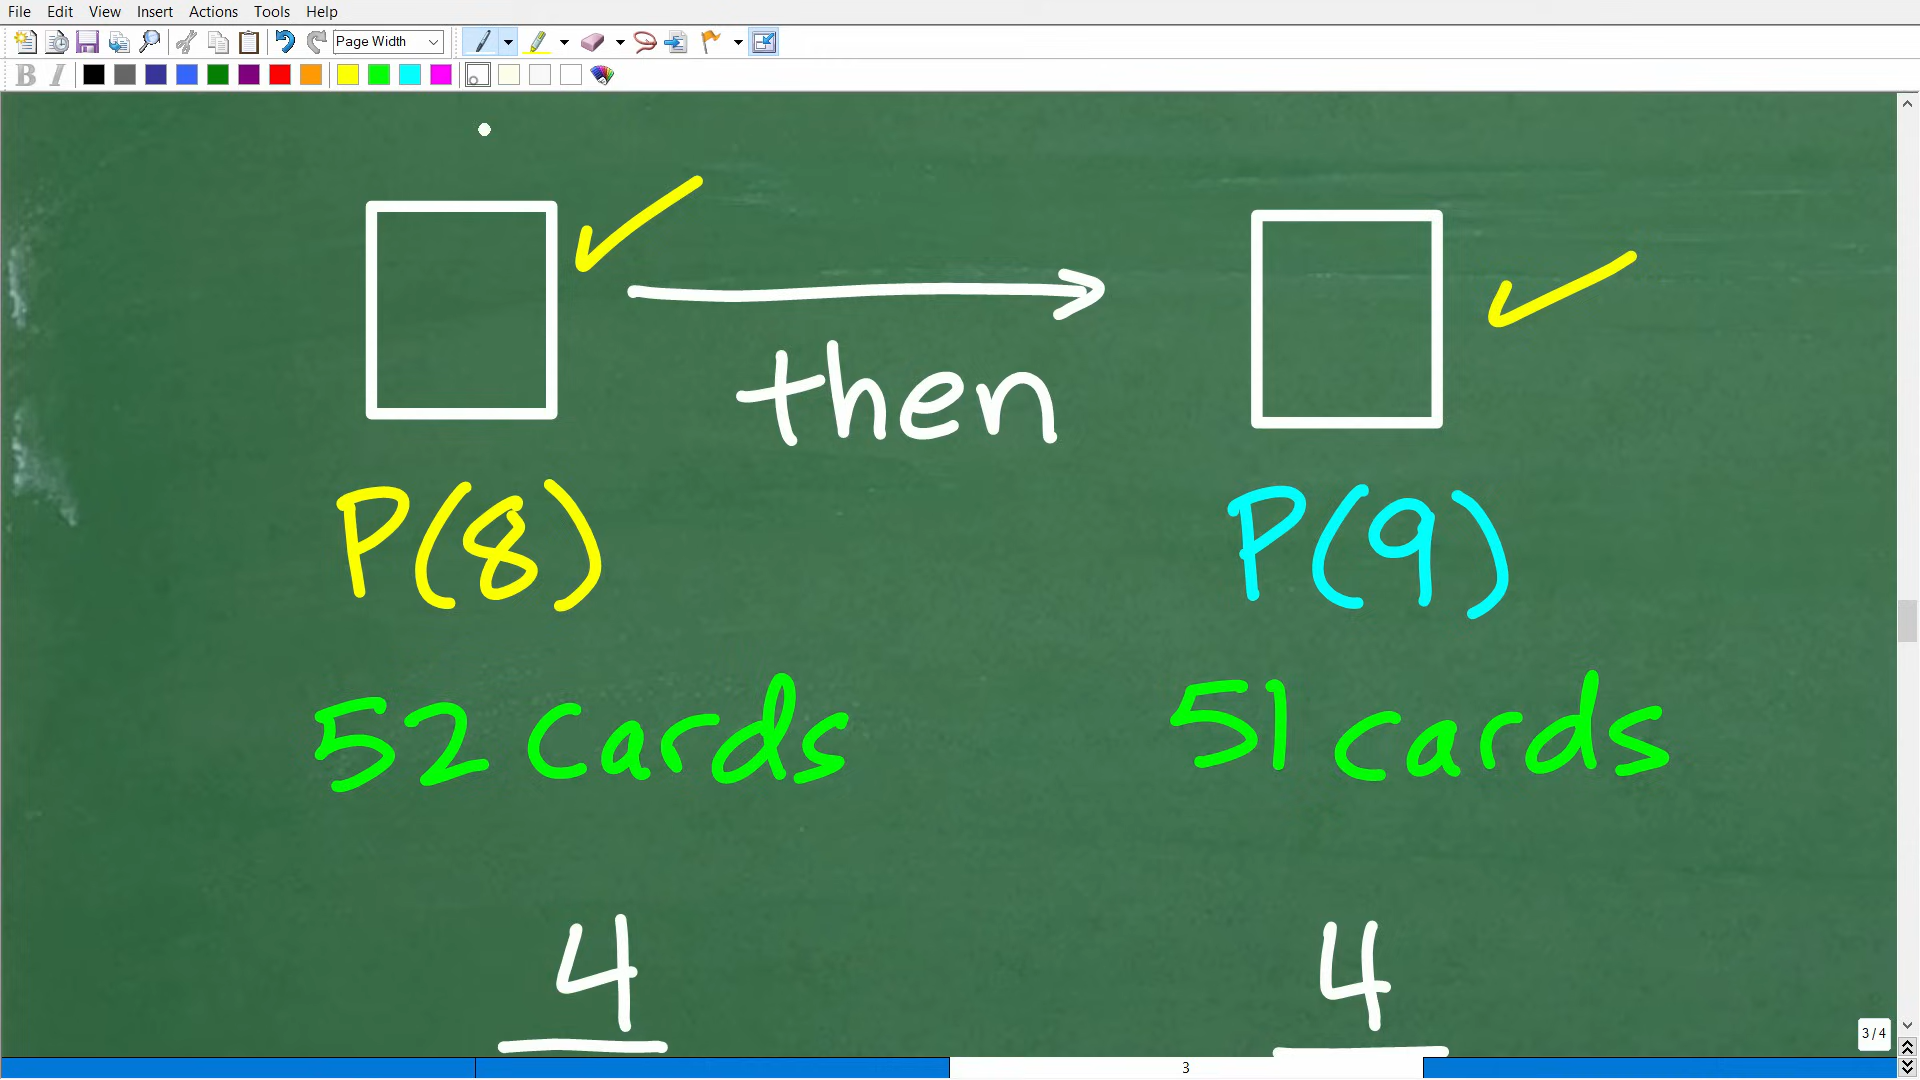 File Edit View Insert Actions Tools Help
Page Width
B I
then
P(8) P(9)
52 cards 51 cards
4 4
3 / 4
3